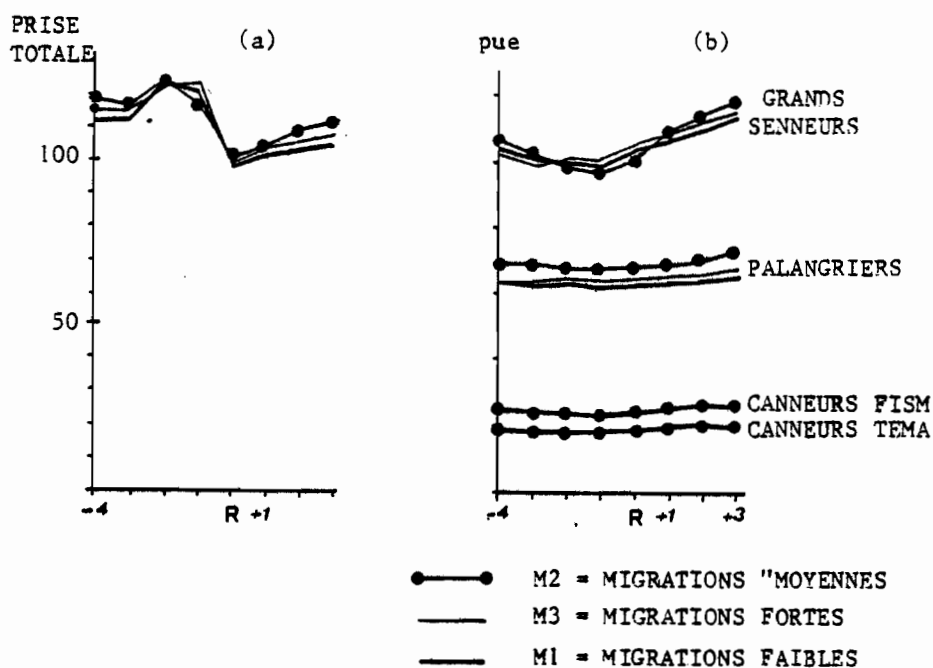 PRISE
TOTALE
(a)
100
50
-4
R +1
pue
(b)
GRANDS
SENNEURS
PALANGRIERS
CANNEURS FISM
CANNEURS TEMA
-4
R +1
+3
M2 = MIGRATIONS "MOYENNES
M3 = MIGRATIONS FORTES
M1 = MIGRATIONS FAIBLES